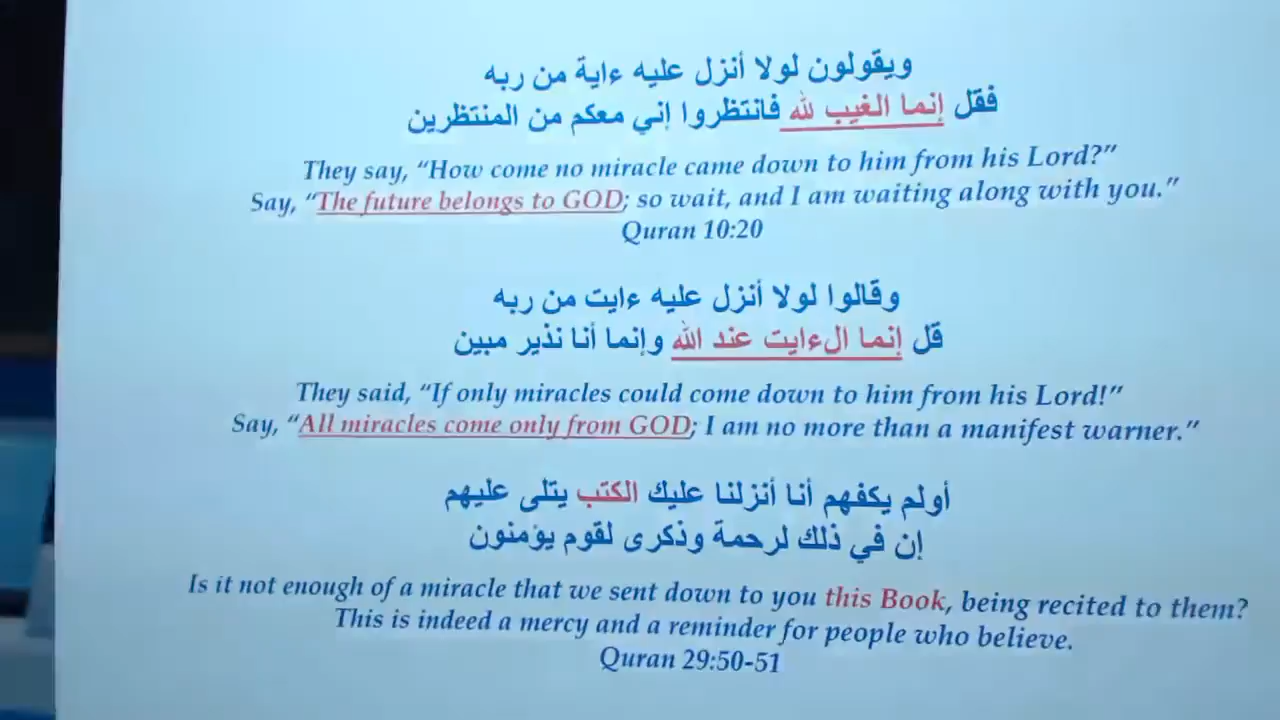 ويقولون لولا أنزل عليه ءاية من ربه
فقل إنما الغيب لله فانتظروا إني معكم من المنتظرين
They say, “How come no miracle came down to him from his Lord?”
Say, “The future belongs to GOD; so wait, and I am waiting along with you.”
Quran 10:20
وقالوا لولا أنزل عليه ءايت من ربه
قل إنما الءايت عند الله وإنما أنا نذير مبين
They said, “If only miracles could come down to him from his Lord!”
Say, “All miracles come only from GOD; I am no more than a manifest warner.”
أولم يكفهم أنا أنزلنا عليك الكتب يتلى عليهم
إن في ذلك لرحمة وذكرى لقوم يؤمنون
Is it not enough of a miracle that we sent down to you this Book, being recited to them?
This is indeed a mercy and a reminder for people who believe.
Quran 29:50-51